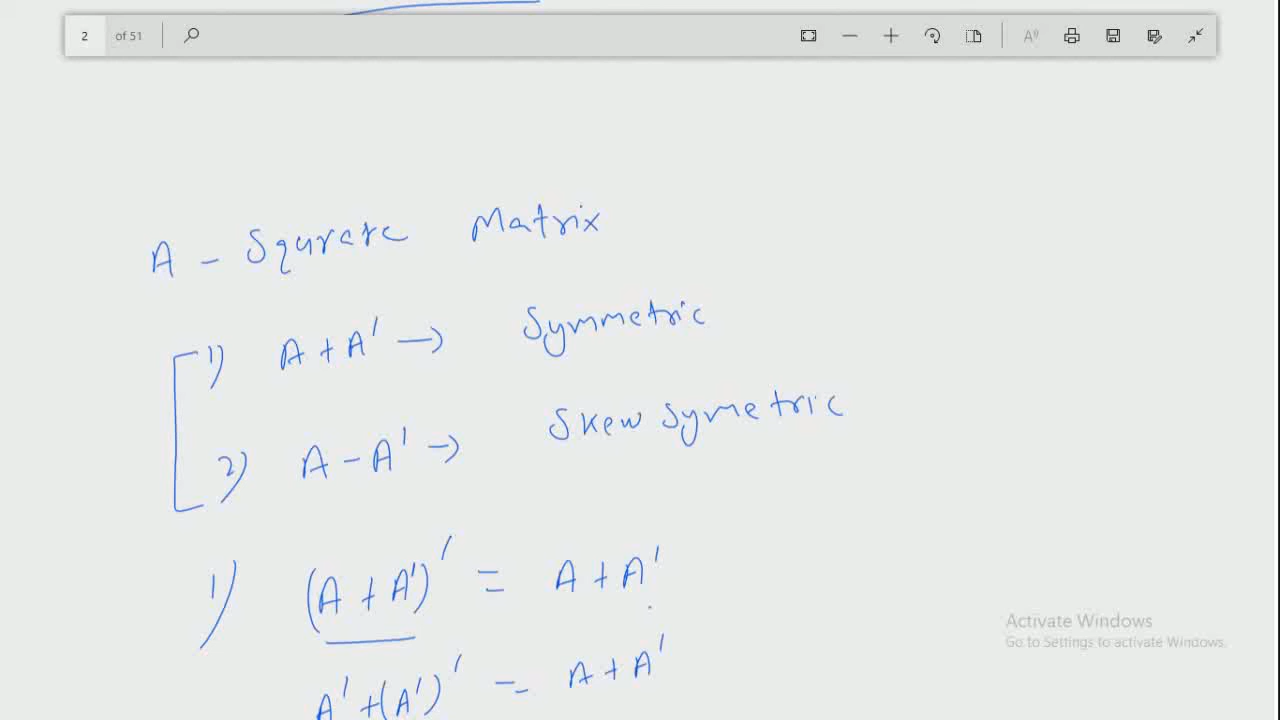 2 of 51
A - Squrare Matrix
1) A + A' → Symmetric
2) A - A' → Skew Symetric
1) (A + A')' = A + A'
A' + (A')' = A + A'
Activate Windows
Go to Settings to activate Windows.